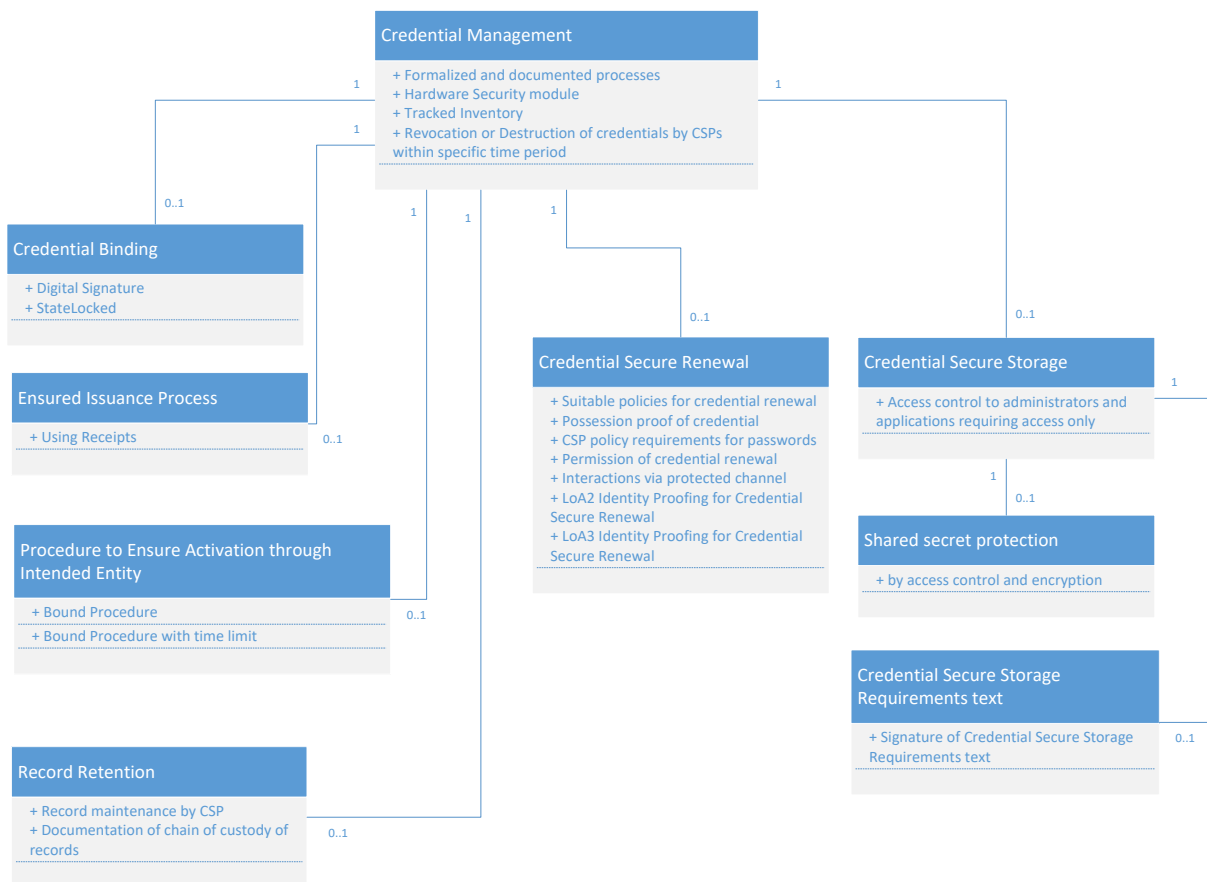 Credential Management
+ Formalized and documented processes
+ Hardware Security module
+ Tracked Inventory
+ Revocation or Destruction of credentials by CSPs
within specific time period
1
1
1
1
1
1
0..1
Credential Binding
+ Digital Signature
+ StateLocked
Ensured Issuance Process
+ Using Receipts
0..1
Procedure to Ensure Activation through
Intended Entity
+ Bound Procedure
+ Bound Procedure with time limit
0..1
Record Retention
+ Record maintenance by CSP
+ Documentation of chain of custody of
records
0..1
0..1
Credential Secure Renewal
+ Suitable policies for credential renewal
+ Possession proof of credential
+ CSP policy requirements for passwords
+ Permission of credential renewal
+ Interactions via protected channel
+ LoA2 Identity Proofing for Credential
Secure Renewal
+ LoA3 Identity Proofing for Credential
Secure Renewal
0..1
Credential Secure Storage
+ Access control to administrators and
applications requiring access only
1
1
0..1
Shared secret protection
+ by access control and encryption
Credential Secure Storage
Requirements text
+ Signature of Credential Secure Storage
Requirements text
0..1